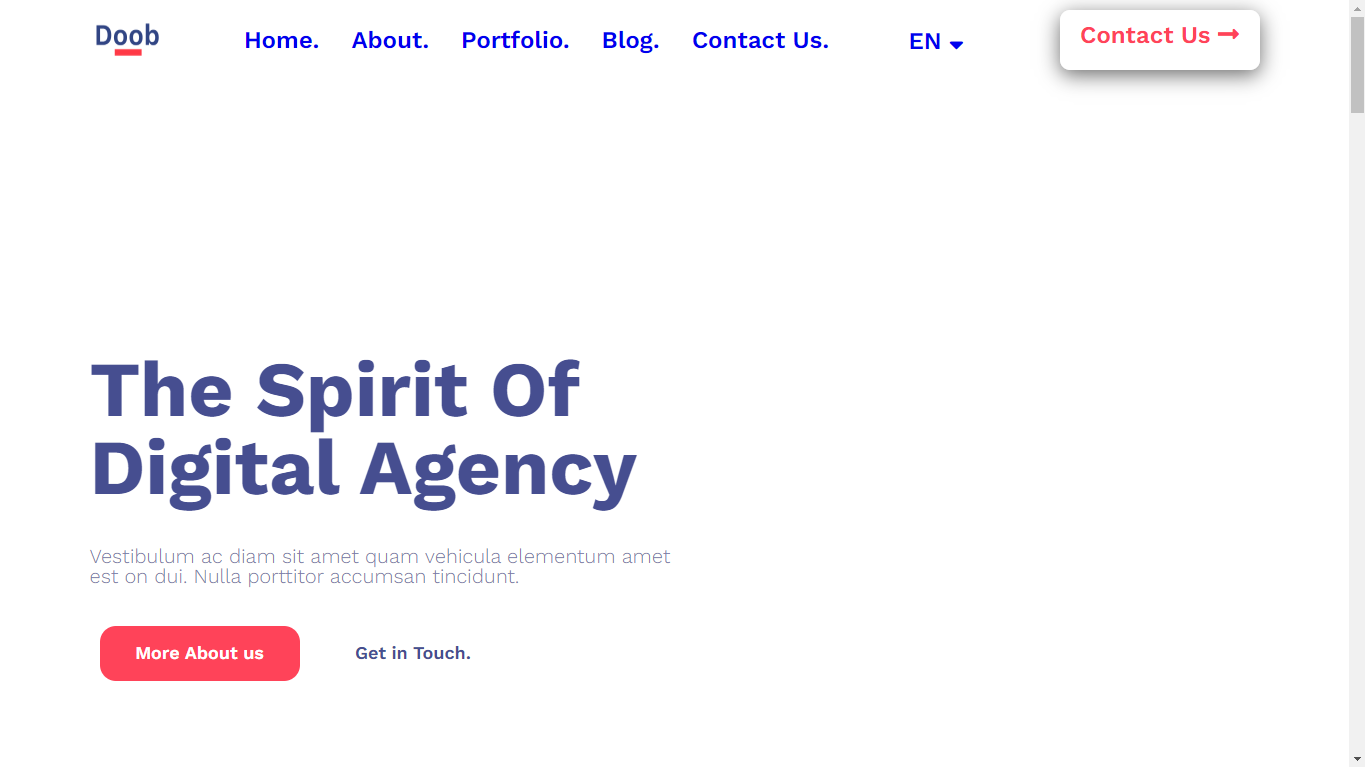 Doob
Home. About. Portfolio. Blog. Contact Us. EN Contact Us
The Spirit Of
Digital Agency
Vestibulum ac diam sit amet quam vehicula elementum amet
est on dui. Nulla porttitor accumsan tincidunt.
More About us Get in Touch.